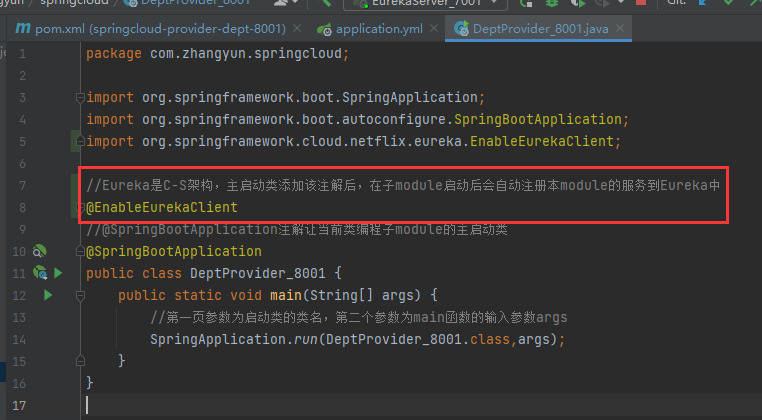 springcloud DeptProvider_8001 EurekaServer_7001 Git:
pom.xml (springcloud-provider-dept-8001) application.yml DeptProvider_8001.java
1 package com.zhangyun.springcloud;
2
3 import org.springframework.boot.SpringApplication;
4 import org.springframework.boot.autoconfigure.SpringBootApplication;
5 import org.springframework.cloud.netflix.eureka.EnableEurekaClient;
6
7 //Eureka是C-S架构，主启动类添加该注解后，在子module启动后会自动注册本module的服务到Eureka中
8 @EnableEurekaClient
9 //@SpringBootApplication注解让当前类编程子module的主启动类
10 @SpringBootApplication
11 public class DeptProvider_8001 {
12 public static void main(String[] args) {
13 //第一页参数为启动类的类名，第二个参数为main函数的输入参数args
14 SpringApplication.run(DeptProvider_8001.class,args);
15 }
16 }
17